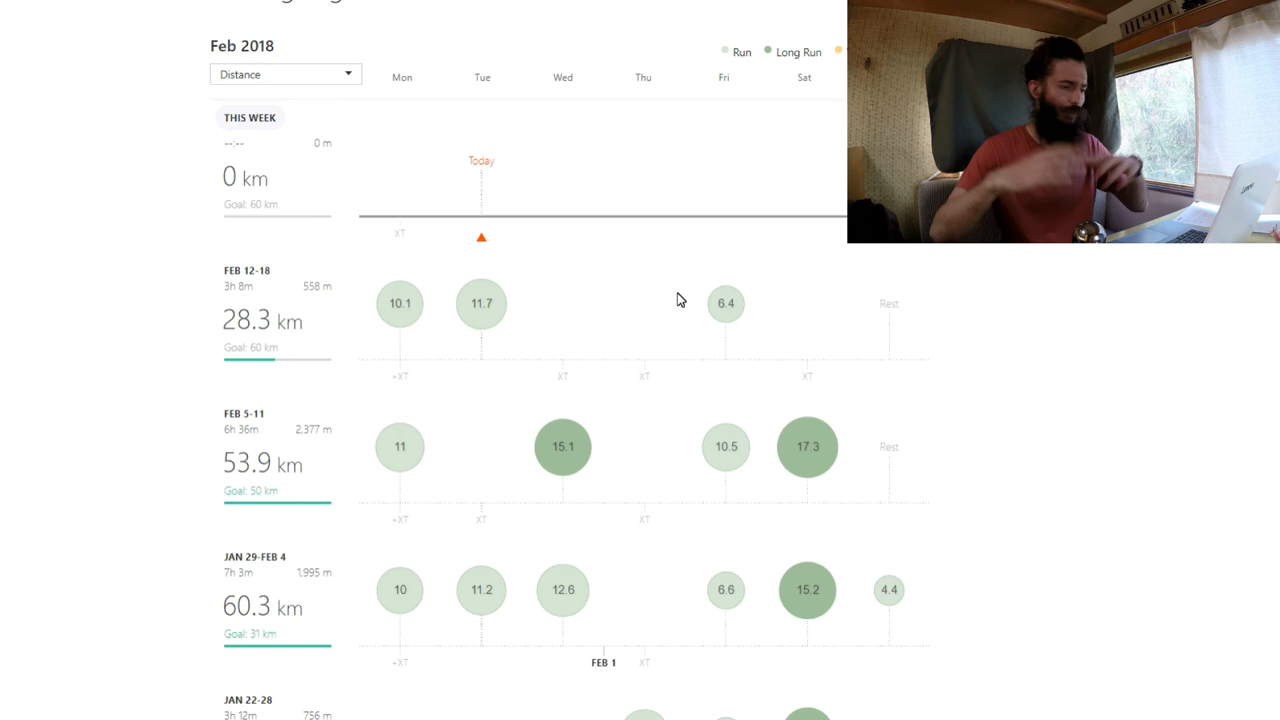 Feb 2018
Run
Long Run
Distance
Mon
Tue
Wed
Thu
Fri
Sat
THIS WEEK
--:--
0 m
0 km
Goal: 60 km
Today
XT
FEB 12-18
3h 8m
558 m
28.3 km
Goal: 60 km
10.1
11.7
6.4
Rest
+XT
XT
XT
XT
FEB 5-11
6h 36m
2,377 m
53.9 km
Goal: 50 km
11
15.1
10.5
17.3
Rest
+XT
XT
XT
JAN 29-FEB 4
7h 3m
1,995 m
60.3 km
Goal: 31 km
10
11.2
12.6
6.6
15.2
4.4
+XT
FEB 1
XT
JAN 22-28
3h 12m
756 m
Lenovo